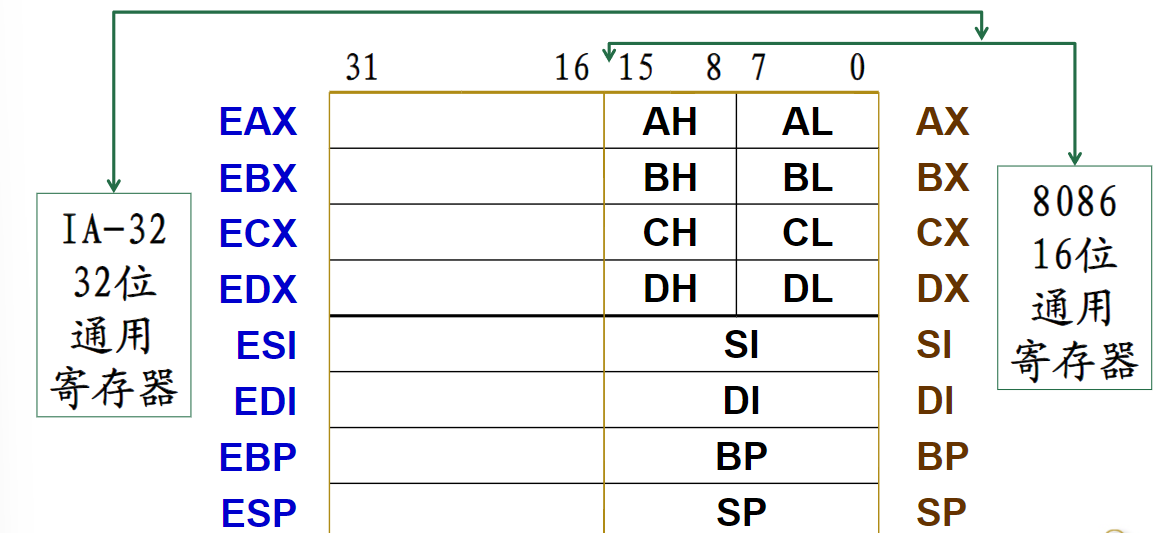 31 16 15 8 7 0
EAX AH AL AX
EBX BH BL BX
ECX CH CL CX
EDX DH DL DX
ESI SI SI
EDI DI DI
EBP BP BP
ESP SP SP
IA-32
32位
通用
寄存器
8086
16位
通用
寄存器